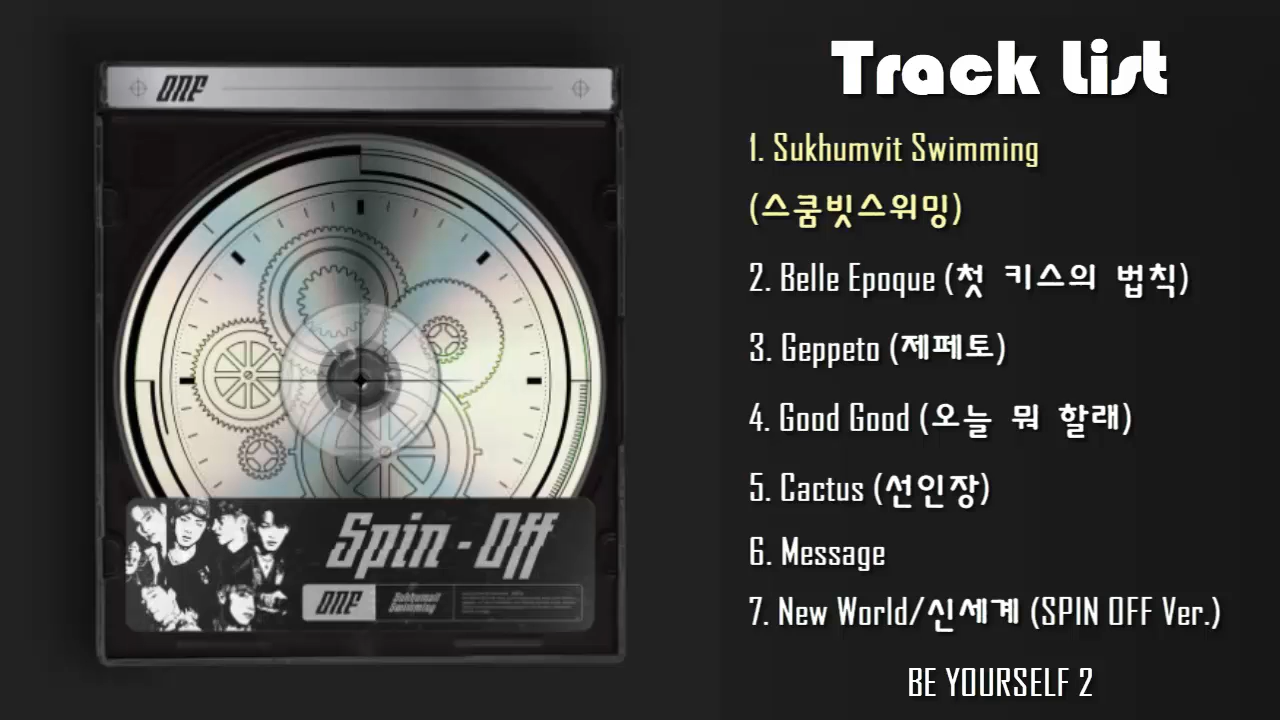 ONF
Track List
1. Sukhumvit Swimming
(스쿰빗스위밍)
2. Belle Epoque (첫 키스의 법칙)
3. Geppeto (제페토)
4. Good Good (오늘 뭐 할래)
5. Cactus (선인장)
6. Message
7. New World/신세계 (SPIN OFF Ver.)
BE YOURSELF 2
Spin - Off
ONF
Sukhumvit
Swimming